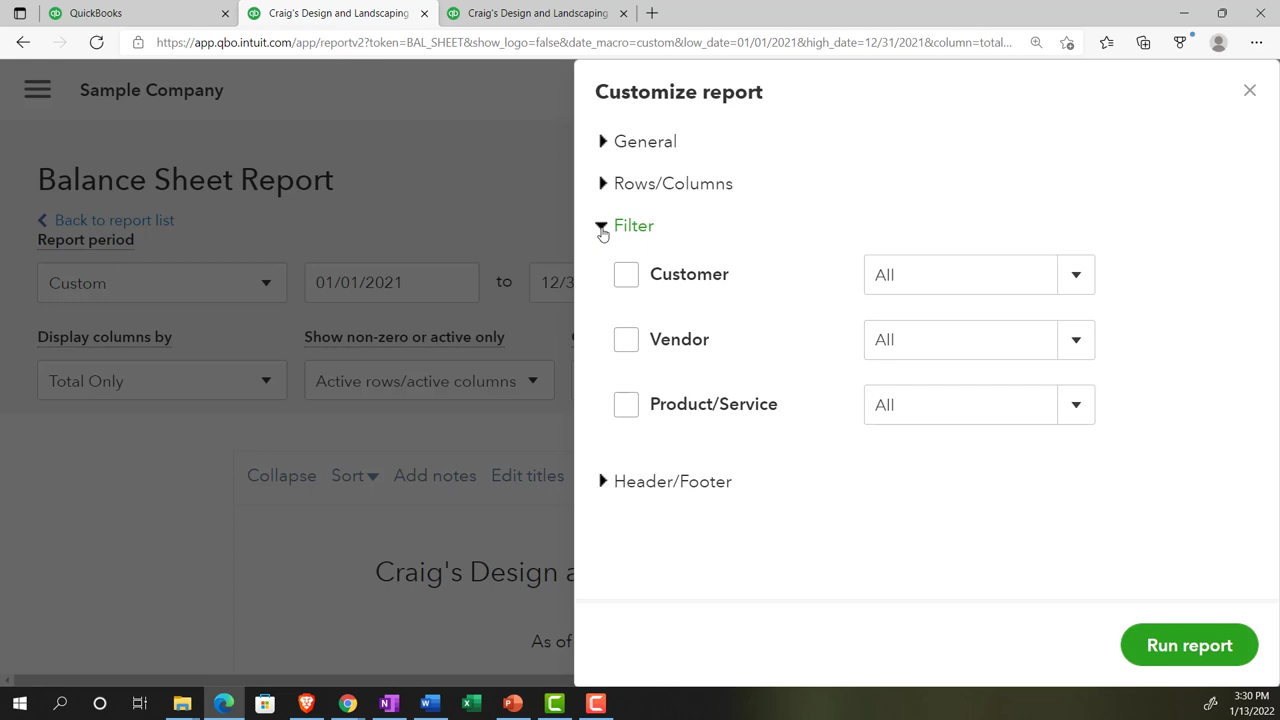 QuickBooks
Craig's Design and Landscaping
Craig's Design and Landscaping
https://app.qbo.intuit.com/app/reportv2?token=BAL_SHEET&show_logo=false&date_macro=custom&low_date=01/01/2021&high_date=12/31/2021&column=total...
Sample Company
Balance Sheet Report
Back to report list
Report period
Custom
01/01/2021
to
12/3
Display columns by
Show non-zero or active only
Total Only
Active rows/active columns
Collapse
Sort
Add notes
Edit titles
Craig's Design a
As of
Customize report
General
Rows/Columns
Filter
Customer
All
Vendor
All
Product/Service
All
Header/Footer
Run report
3:30 PM
1/13/2022